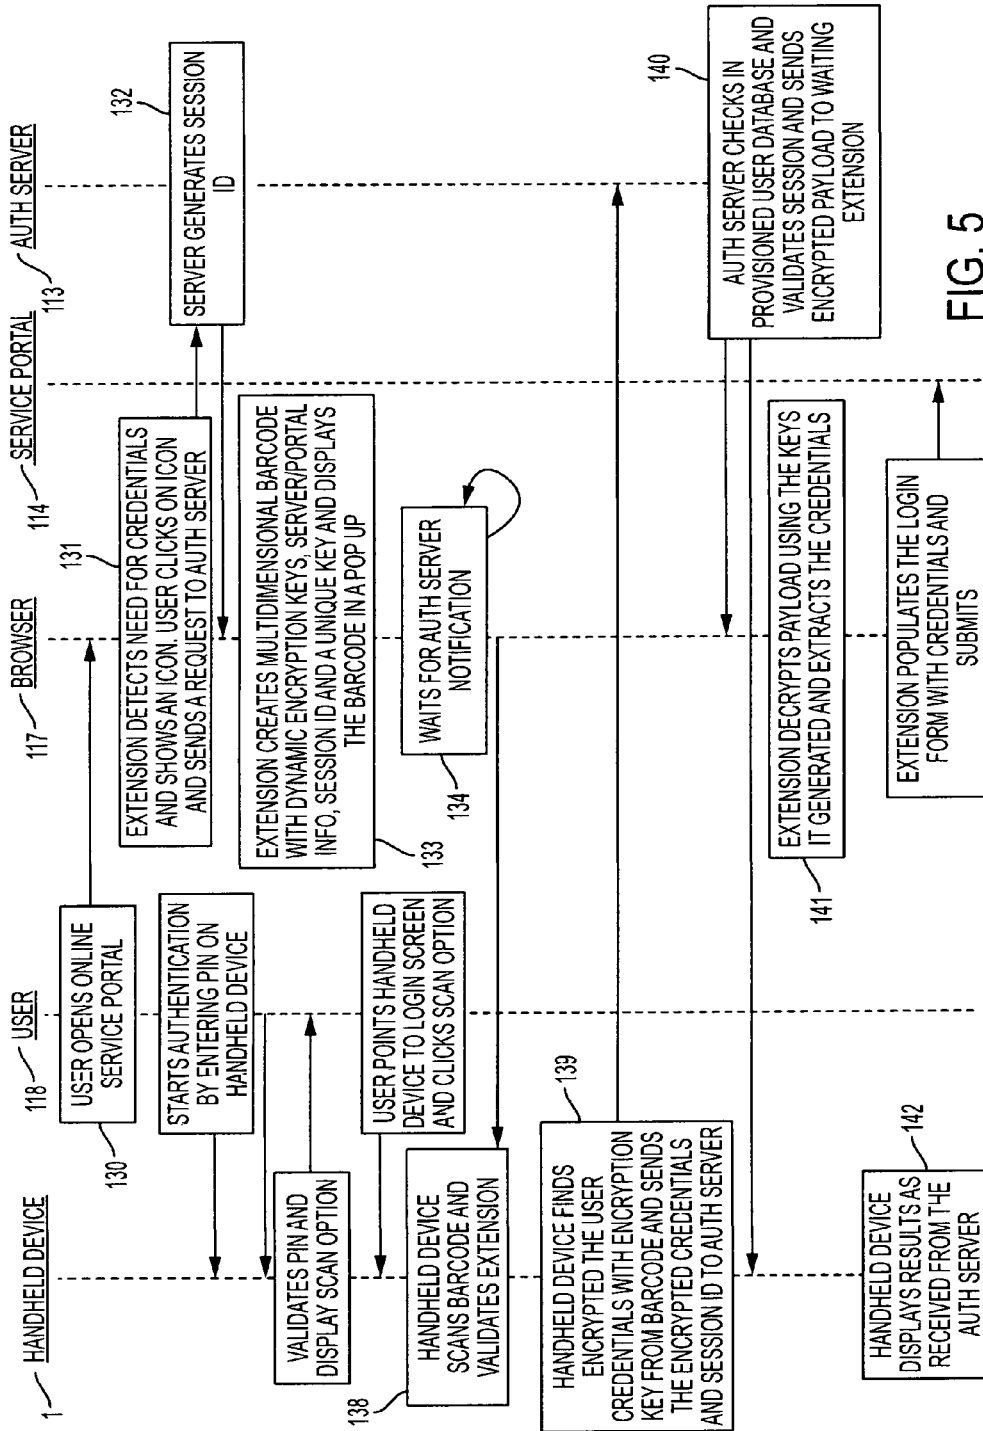 1
HANDHELD DEVICE
118
USER
117
BROWSER
114
SERVICE PORTAL
113
AUTH SERVER
USER OPENS ONLINE
SERVICE PORTAL
130
131
EXTENSION DETECTS NEED FOR CREDENTIALS
AND SHOWS AN ICON. USER CLICKS ON ICON
AND SENDS A REQUEST TO AUTH SERVER
132
SERVER GENERATES SESSION
ID
STARTS AUTHENTICATION
BY ENTERING PIN ON
HANDHELD DEVICE
EXTENSION CREATES MULTIDIMENSIONAL BARCODE
WITH DYNAMIC ENCRYPTION KEYS, SERVER/PORTAL
INFO, SESSION ID AND A UNIQUE KEY AND DISPLAYS
THE BARCODE IN A POP UP
133
VALIDATES PIN AND
DISPLAY SCAN OPTION
USER POINTS HANDHELD
DEVICE TO LOGIN SCREEN
AND CLICKS SCAN OPTION
WAITS FOR AUTH SERVER
NOTIFICATION
134
HANDHELD DEVICE
SCANS BARCODE AND
VALIDATES EXTENSION
138
139
HANDHELD DEVICE FINDS
ENCRYPTED THE USER
CREDENTIALS WITH ENCRYPTION
KEY FROM BARCODE AND SENDS
THE ENCRYPTED CREDENTIALS
AND SESSION ID TO AUTH SERVER
140
AUTH SERVER CHECKS IN
PROVISIONED USER DATABASE AND
VALIDATES SESSION AND SENDS
ENCRYPTED PAYLOAD TO WAITING
EXTENSION
EXTENSION DECRYPTS PAYLOAD USING THE KEYS
IT GENERATED AND EXTRACTS THE CREDENTIALS
141
142
HANDHELD DEVICE
DISPLAYS RESULTS AS
RECEIVED FROM THE
AUTH SERVER
EXTENSION POPULATES THE LOGIN
FORM WITH CREDENTIALS AND
SUBMITS
FIG. 5